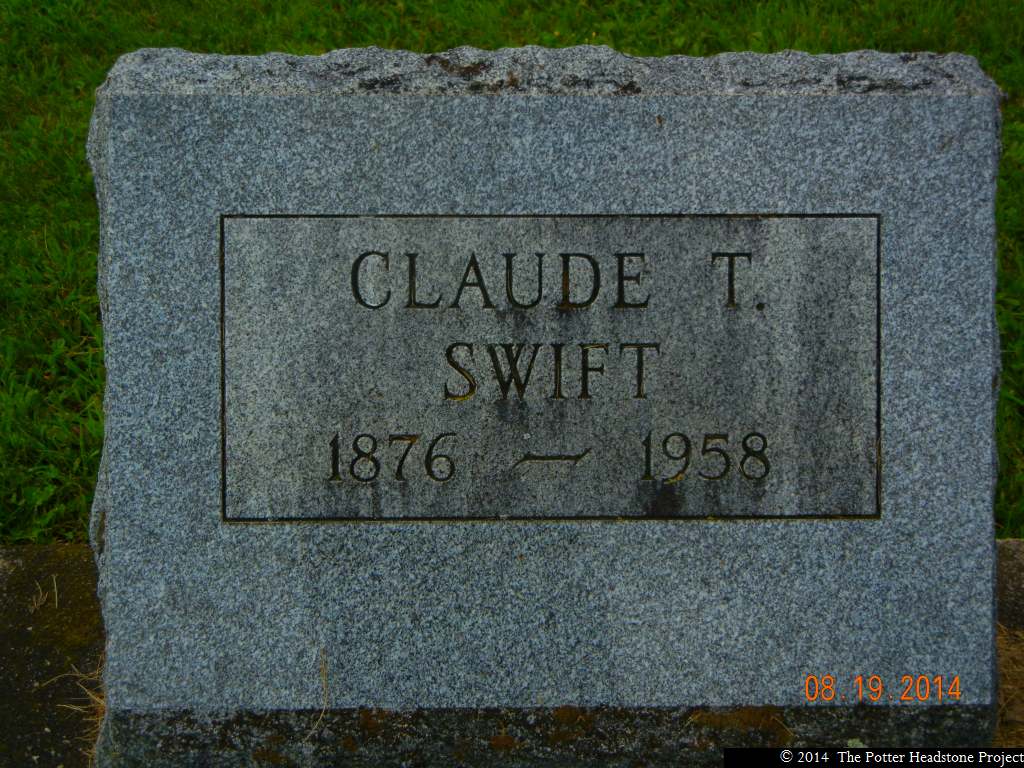 CLAUDE T.
SWIFT
1876 — 1958
08.19.2014
© 2014 The Potter Headstone Project